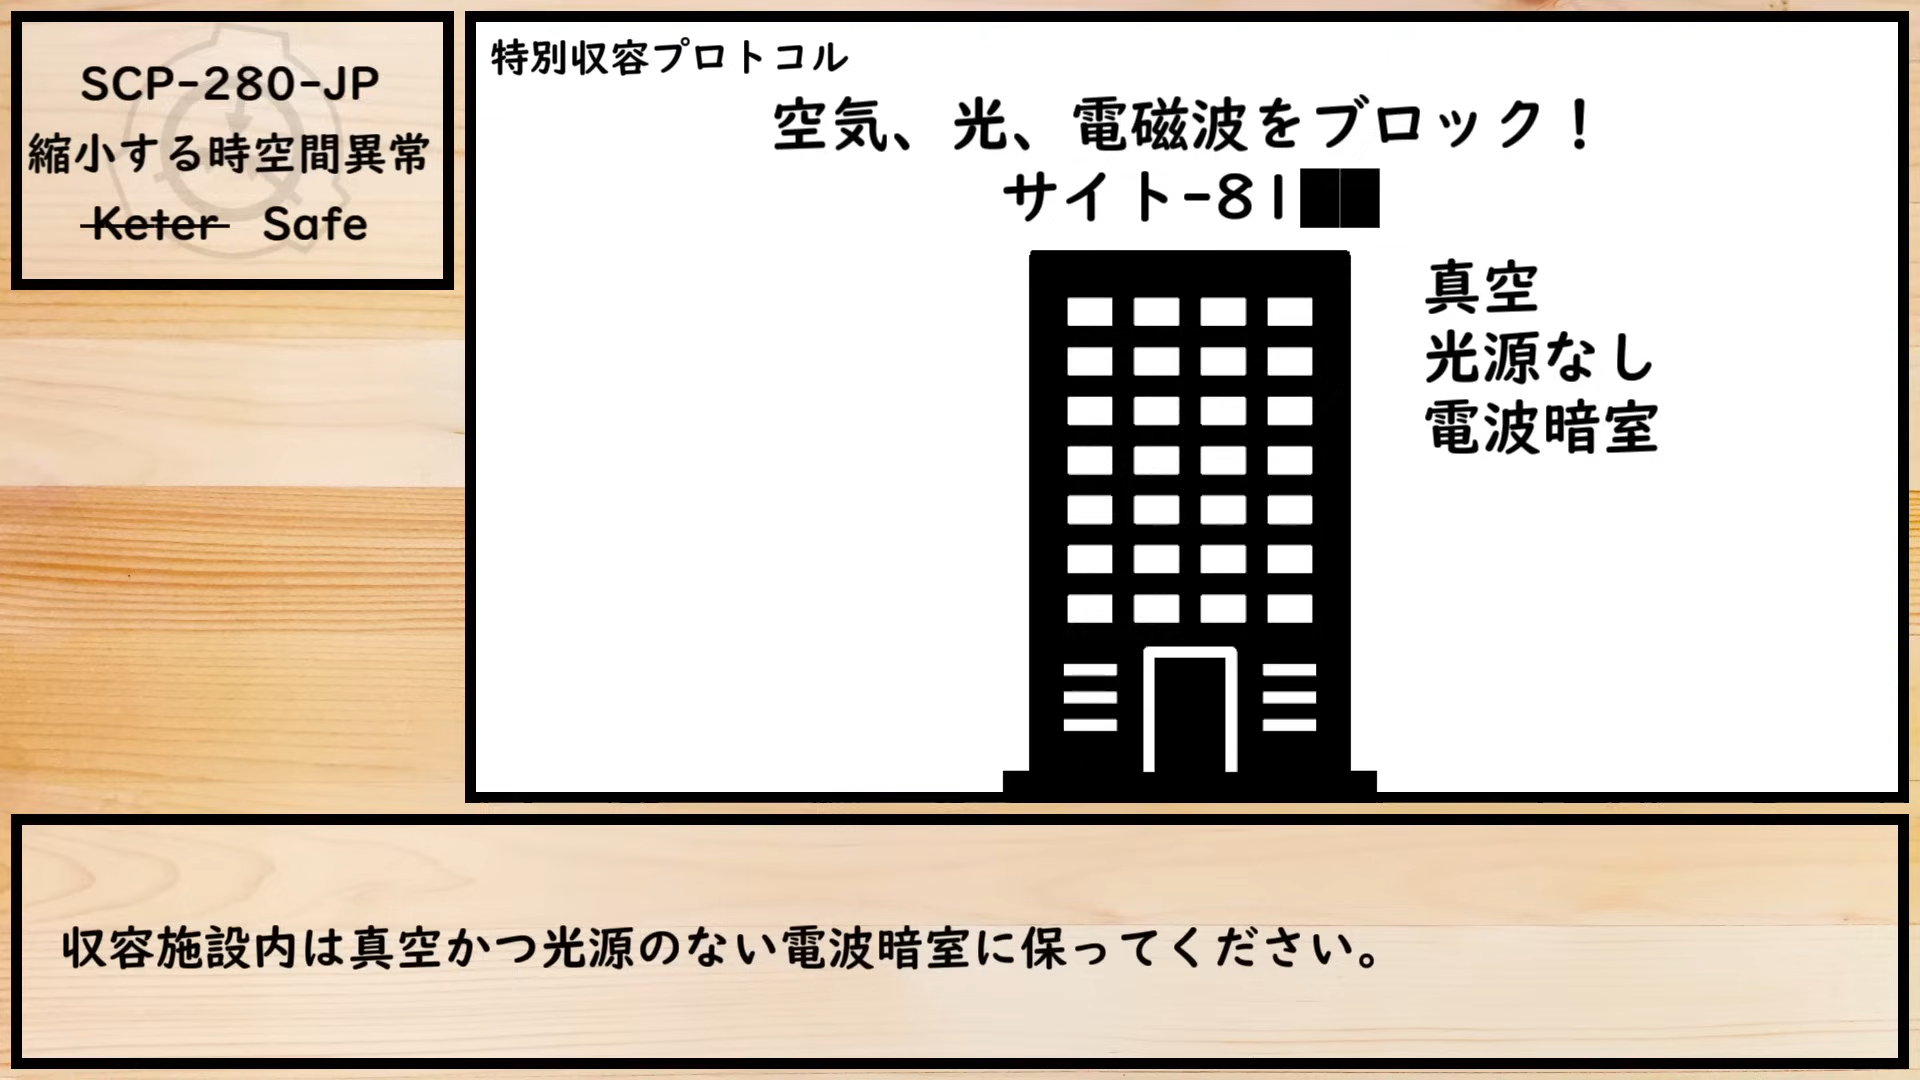 SCP-280-JP
縮小する時空間異常
Keter Safe
特別収容プロトコル
空気、光、電磁波をブロック！
サイト-81██
真空
光源なし
電波暗室
収容施設内は真空かつ光源のない電波暗室に保ってください。